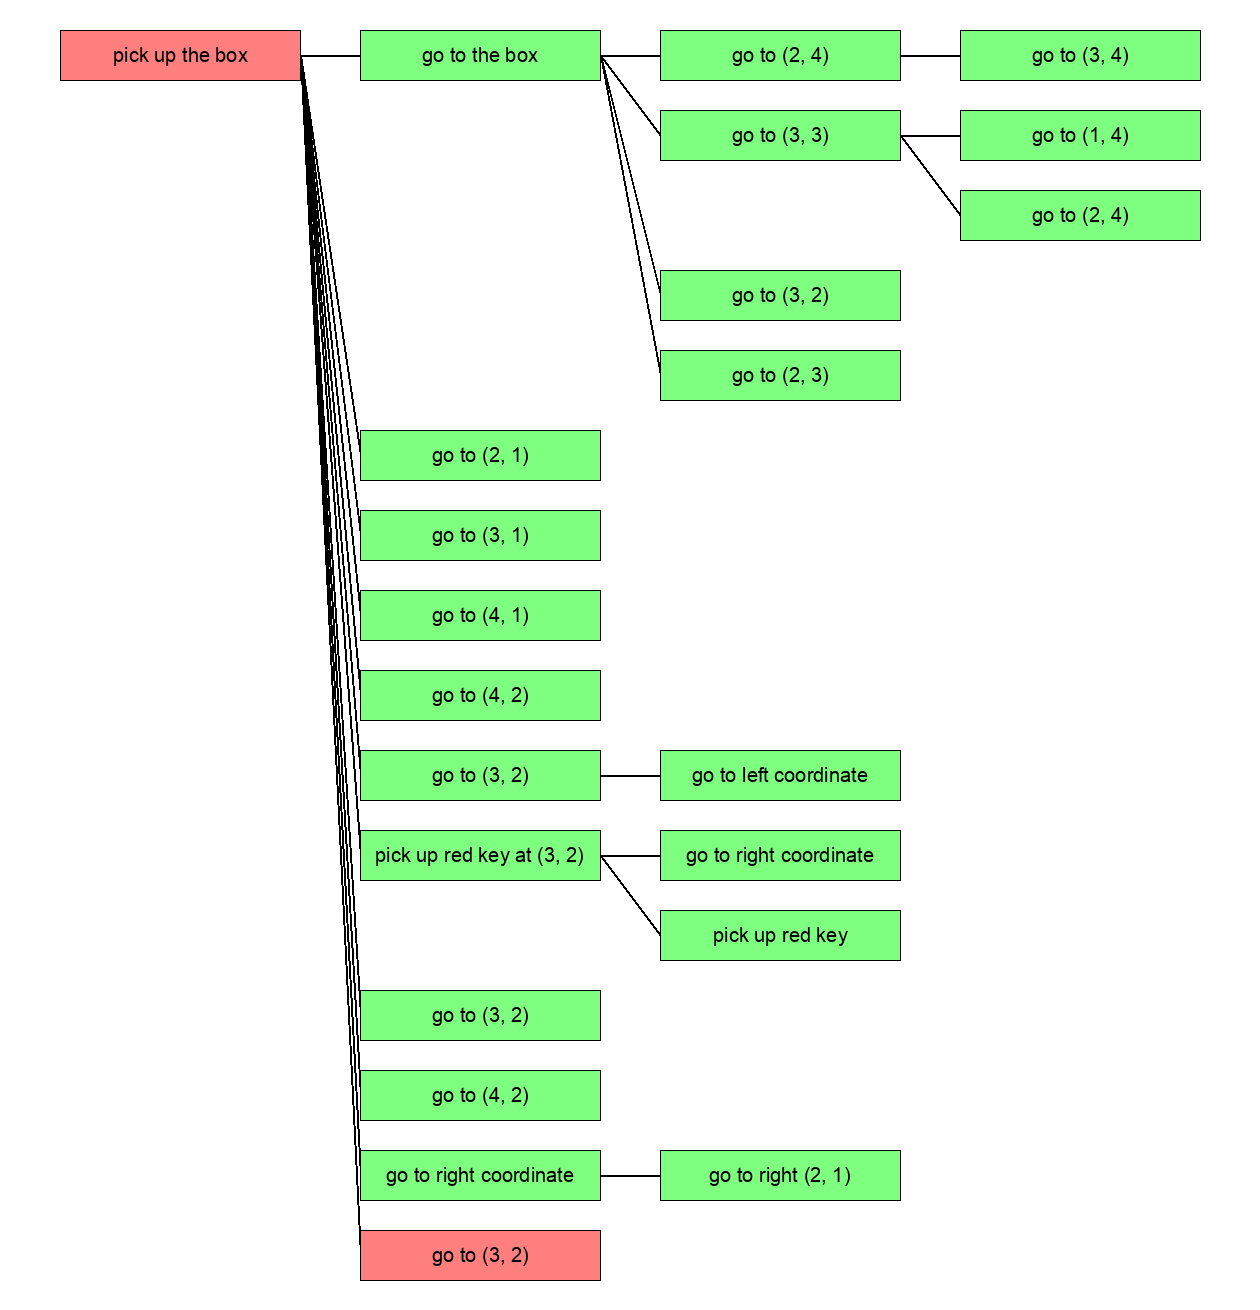 pick up the box
go to the box
go to (2, 4)
go to (3, 4)
go to (3, 3)
go to (1, 4)
go to (2, 4)
go to (3, 2)
go to (2, 3)
go to (2, 1)
go to (3, 1)
go to (4, 1)
go to (4, 2)
go to (3, 2)
go to left coordinate
pick up red key at (3, 2)
go to right coordinate
pick up red key
go to (3, 2)
go to (4, 2)
go to right coordinate
go to right (2, 1)
go to (3, 2)